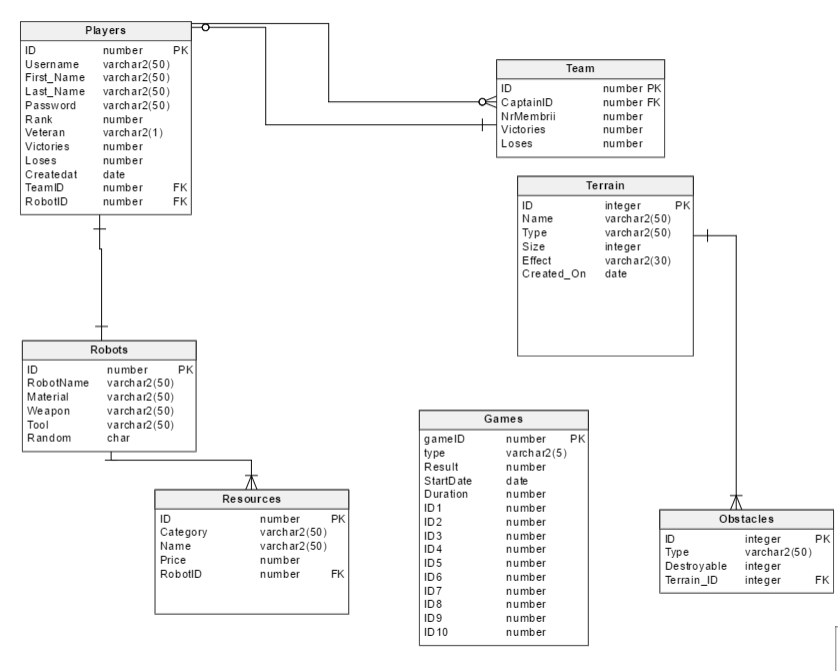 Players
ID number PK
Username varchar2(50)
First_Name varchar2(50)
Last_Name varchar2(50)
Password varchar2(50)
Rank number
Veteran varchar2(1)
Victories number
Loses number
Createdat date
TeamID number FK
RobotID number FK
Team
ID number PK
CaptainID number FK
NrMembrii number
Victories number
Loses number
Terrain
ID integer PK
Name varchar2(50)
Type varchar2(50)
Size integer
Effect varchar2(30)
Created_On date
Robots
ID number PK
RobotName varchar2(50)
Material varchar2(50)
Weapon varchar2(50)
Tool varchar2(50)
Random char
Games
gameID number PK
type varchar2(5)
Result number
StartDate date
Duration number
ID1 number
ID2 number
ID3 number
ID4 number
ID5 number
ID6 number
ID7 number
ID8 number
ID9 number
ID10 number
Resources
ID number PK
Category varchar2(50)
Name varchar2(50)
Price number
RobotID number FK
Obstacles
ID integer PK
Type varchar2(50)
Destroyable integer
Terrain_ID integer FK